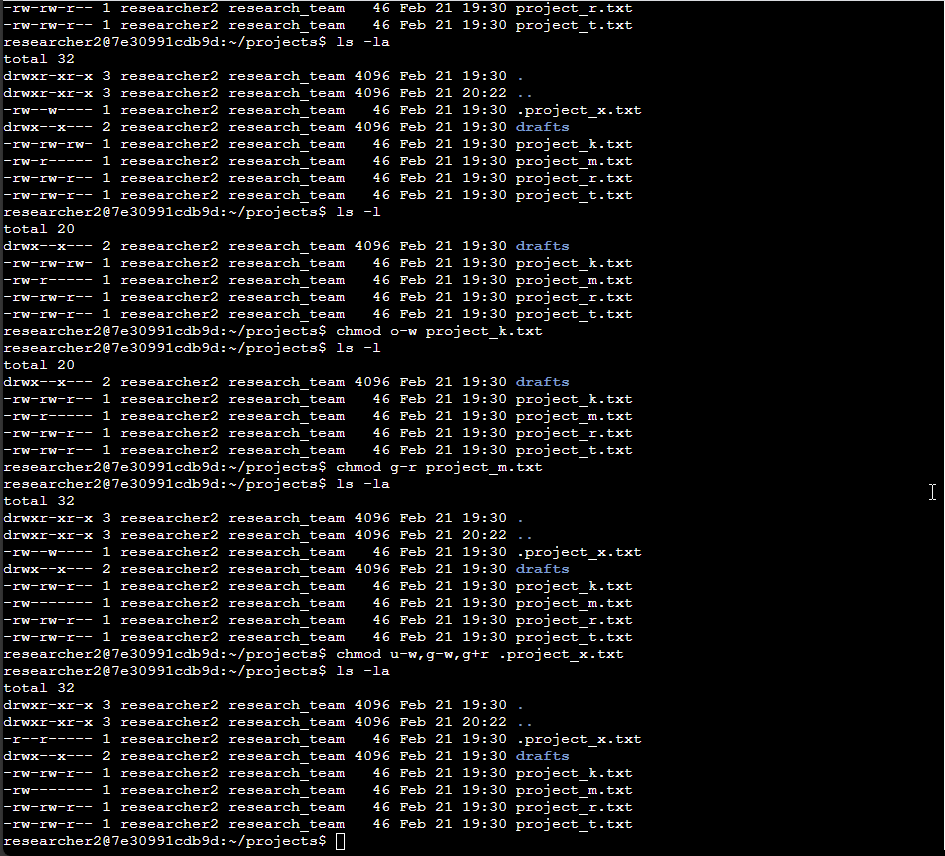 -rw-rw-r-- 1 researcher2 research_team   46 Feb 21 19:30 project_r.txt
-rw-rw-r-- 1 researcher2 research_team   46 Feb 21 19:30 project_t.txt
researcher2@7e30991cdb9d:~/projects$ ls -la
total 32
drwxr-xr-x 3 researcher2 research_team 4096 Feb 21 19:30 .
drwxr-xr-x 3 researcher2 research_team 4096 Feb 21 20:22 ..
-rw--w---- 1 researcher2 research_team   46 Feb 21 19:30 .project_x.txt
drwx--x--- 2 researcher2 research_team 4096 Feb 21 19:30 drafts
-rw-rw-rw- 1 researcher2 research_team   46 Feb 21 19:30 project_k.txt
-rw-r----- 1 researcher2 research_team   46 Feb 21 19:30 project_m.txt
-rw-rw-r-- 1 researcher2 research_team   46 Feb 21 19:30 project_r.txt
-rw-rw-r-- 1 researcher2 research_team   46 Feb 21 19:30 project_t.txt
researcher2@7e30991cdb9d:~/projects$ ls -l
total 20
drwx--x--- 2 researcher2 research_team 4096 Feb 21 19:30 drafts
-rw-rw-rw- 1 researcher2 research_team   46 Feb 21 19:30 project_k.txt
-rw-r----- 1 researcher2 research_team   46 Feb 21 19:30 project_m.txt
-rw-rw-r-- 1 researcher2 research_team   46 Feb 21 19:30 project_r.txt
-rw-rw-r-- 1 researcher2 research_team   46 Feb 21 19:30 project_t.txt
researcher2@7e30991cdb9d:~/projects$ chmod o-w project_k.txt
researcher2@7e30991cdb9d:~/projects$ ls -l
total 20
drwx--x--- 2 researcher2 research_team 4096 Feb 21 19:30 drafts
-rw-rw-r-- 1 researcher2 research_team   46 Feb 21 19:30 project_k.txt
-rw-r----- 1 researcher2 research_team   46 Feb 21 19:30 project_m.txt
-rw-rw-r-- 1 researcher2 research_team   46 Feb 21 19:30 project_r.txt
-rw-rw-r-- 1 researcher2 research_team   46 Feb 21 19:30 project_t.txt
researcher2@7e30991cdb9d:~/projects$ chmod g-r project_m.txt
researcher2@7e30991cdb9d:~/projects$ ls -la
total 32
drwxr-xr-x 3 researcher2 research_team 4096 Feb 21 19:30 .
drwxr-xr-x 3 researcher2 research_team 4096 Feb 21 20:22 ..
-rw--w---- 1 researcher2 research_team   46 Feb 21 19:30 .project_x.txt
drwx--x--- 2 researcher2 research_team 4096 Feb 21 19:30 drafts
-rw-rw-r-- 1 researcher2 research_team   46 Feb 21 19:30 project_k.txt
-rw------- 1 researcher2 research_team   46 Feb 21 19:30 project_m.txt
-rw-rw-r-- 1 researcher2 research_team   46 Feb 21 19:30 project_r.txt
-rw-rw-r-- 1 researcher2 research_team   46 Feb 21 19:30 project_t.txt
researcher2@7e30991cdb9d:~/projects$ chmod u-w,g-w,g+r .project_x.txt
researcher2@7e30991cdb9d:~/projects$ ls -la
total 32
drwxr-xr-x 3 researcher2 research_team 4096 Feb 21 19:30 .
drwxr-xr-x 3 researcher2 research_team 4096 Feb 21 20:22 ..
-r--r----- 1 researcher2 research_team   46 Feb 21 19:30 .project_x.txt
drwx--x--- 2 researcher2 research_team 4096 Feb 21 19:30 drafts
-rw-rw-r-- 1 researcher2 research_team   46 Feb 21 19:30 project_k.txt
-rw------- 1 researcher2 research_team   46 Feb 21 19:30 project_m.txt
-rw-rw-r-- 1 researcher2 research_team   46 Feb 21 19:30 project_r.txt
-rw-rw-r-- 1 researcher2 research_team   46 Feb 21 19:30 project_t.txt
researcher2@7e30991cdb9d:~/projects$